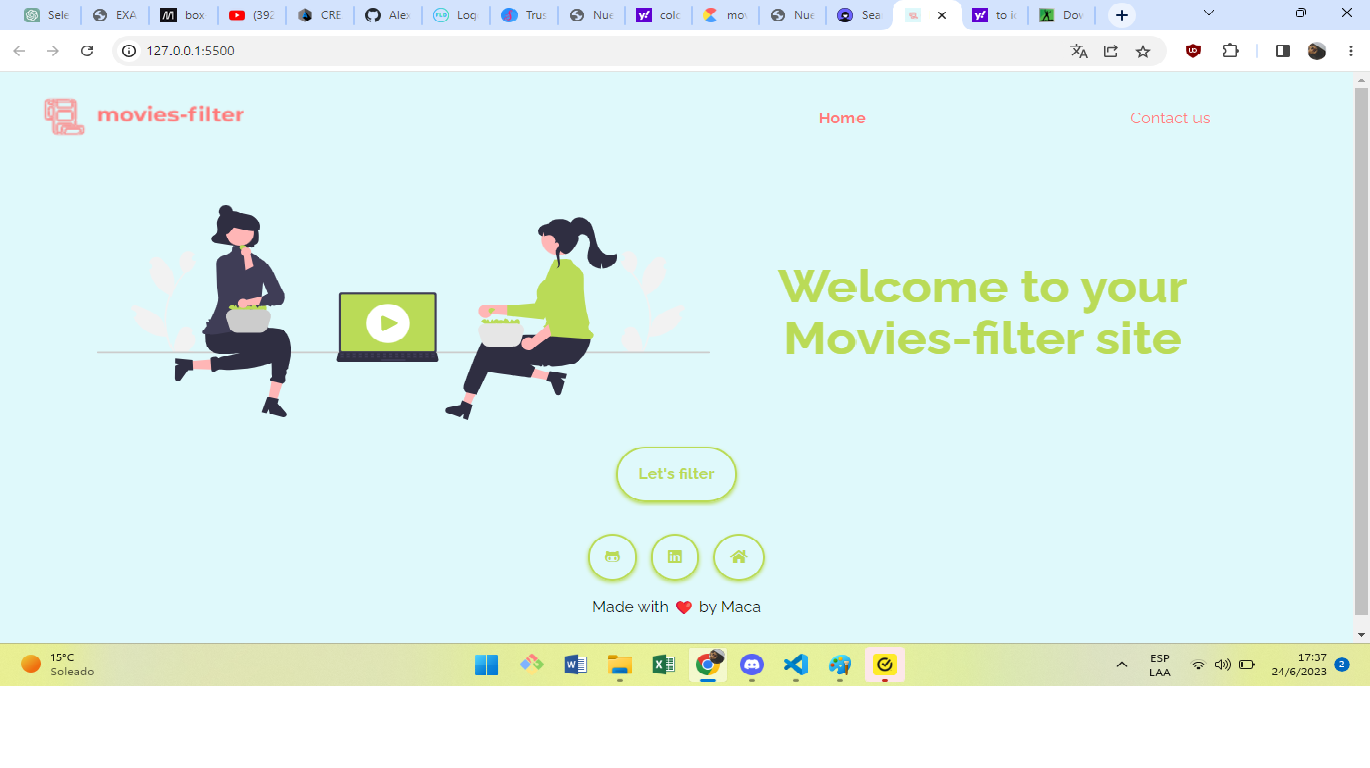 Sele
EXA
box
(392
CRE
Alex
Loq
Trus
Nue
colo
mov
Nue
Sea
to ic
Dov
127.0.0.1:5500
movies-filter
Home
Contact us
Welcome to your
Movies-filter site
Let's filter
Made with ❤ by Maca
15°C
Soleado
ESP
LAA
17:37
24/6/2023
2